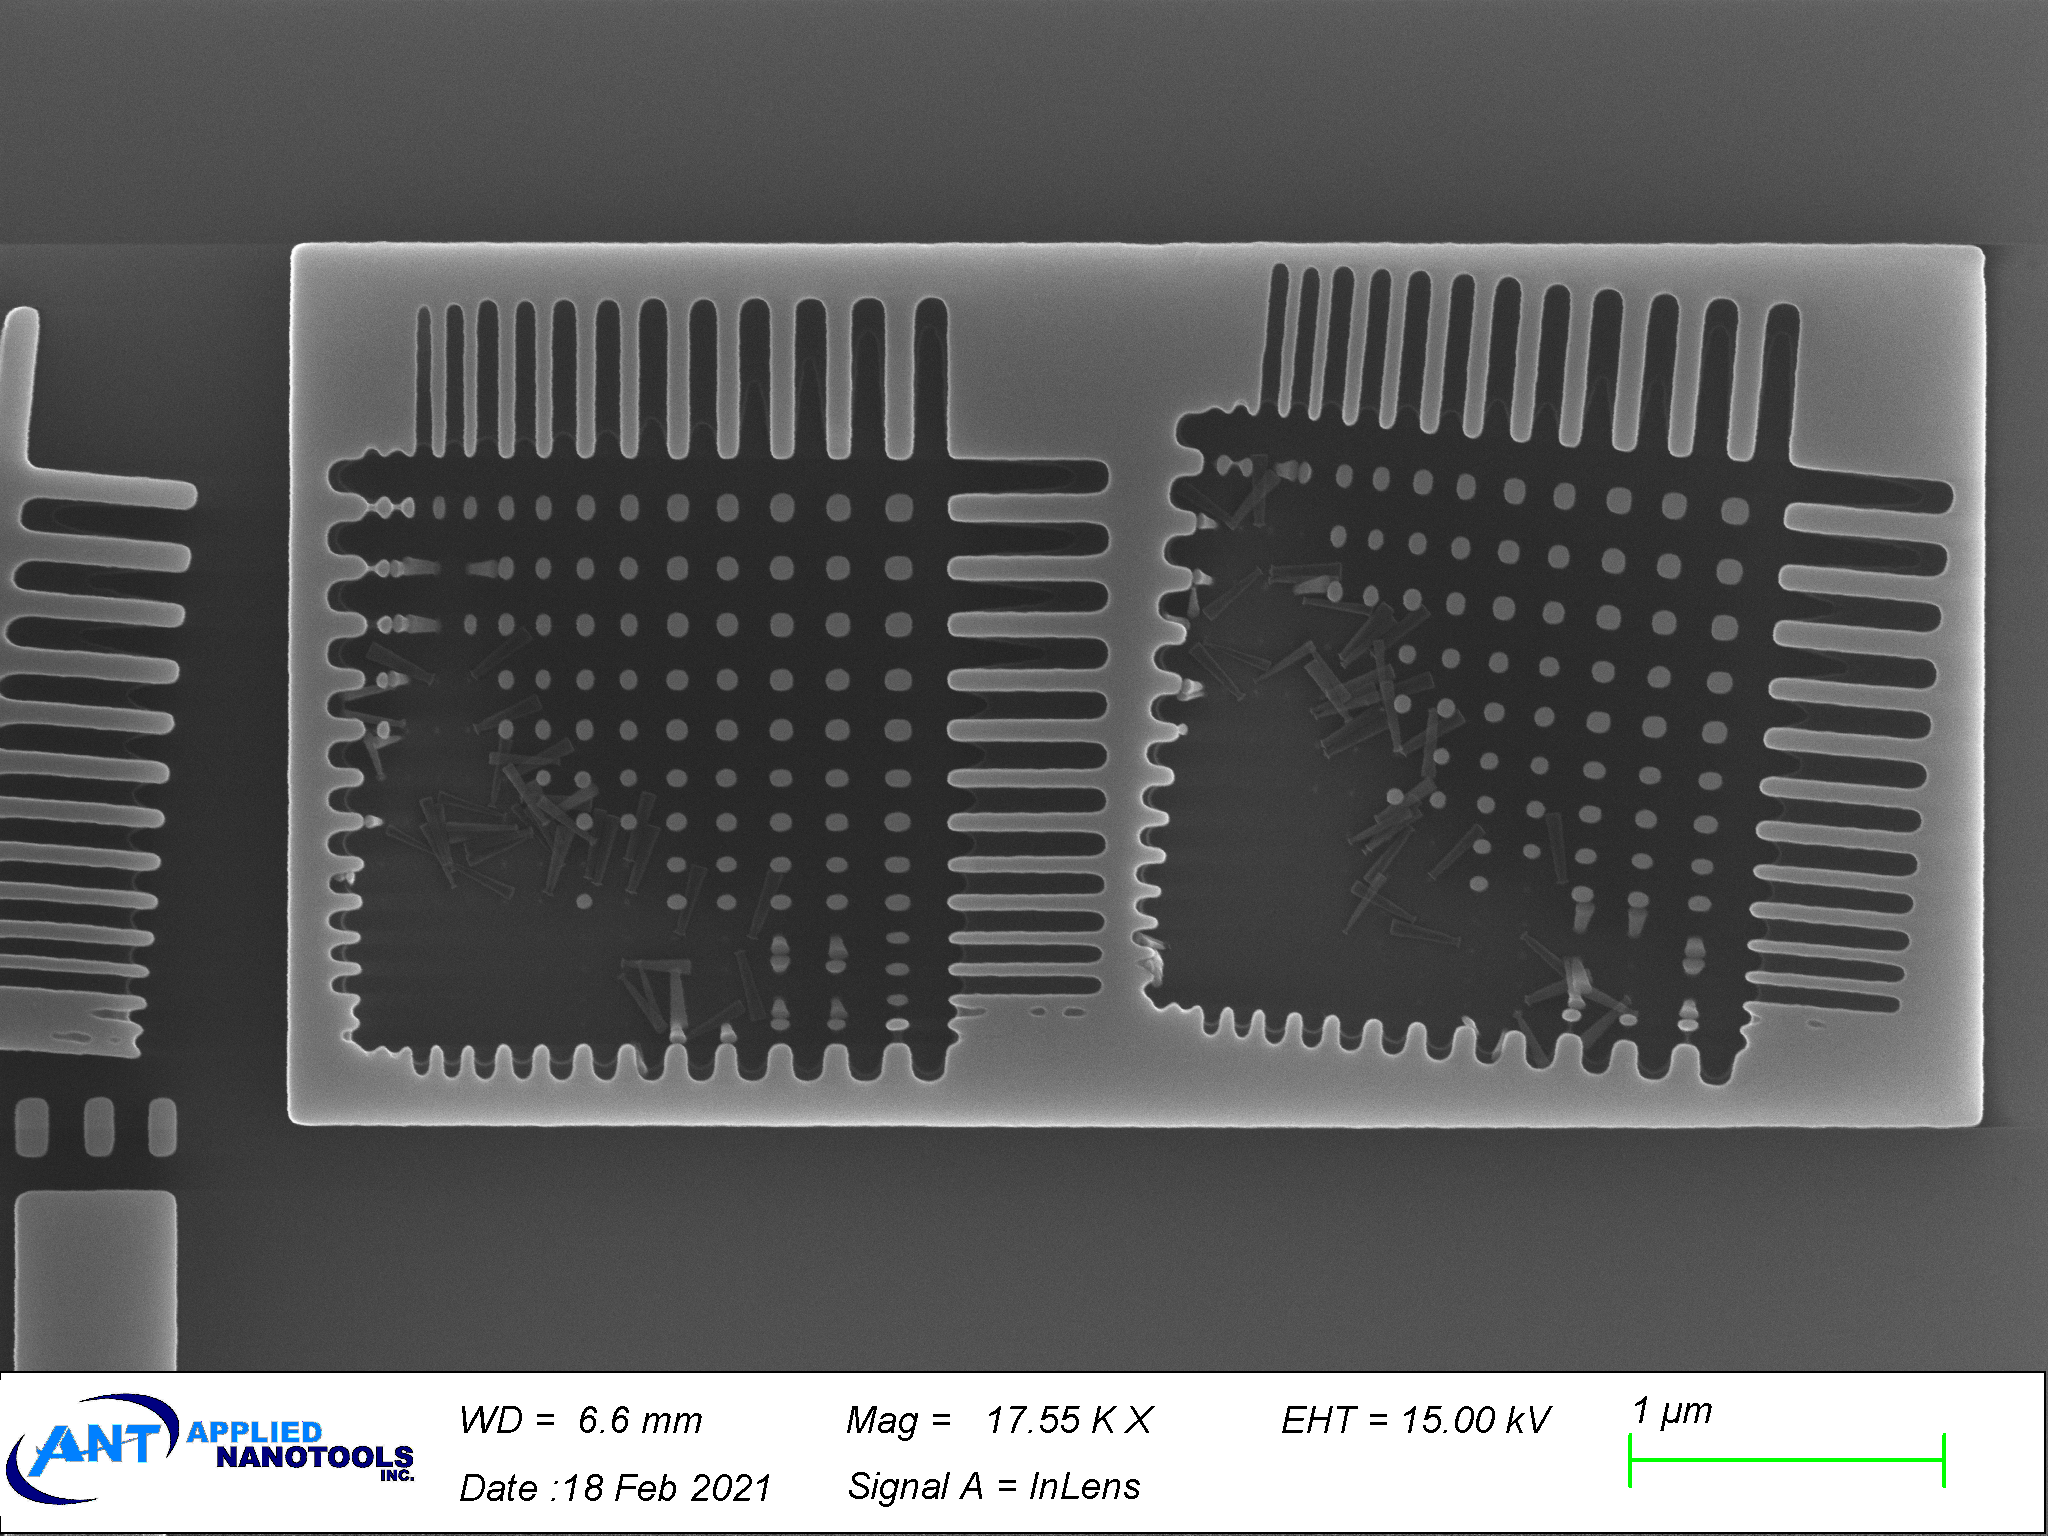 ANT APPLIED NANOTOOLS INC.
WD = 6.6 mm
Mag = 17.55 K X
EHT = 15.00 kV
1 µm
Date :18 Feb 2021
Signal A = InLens